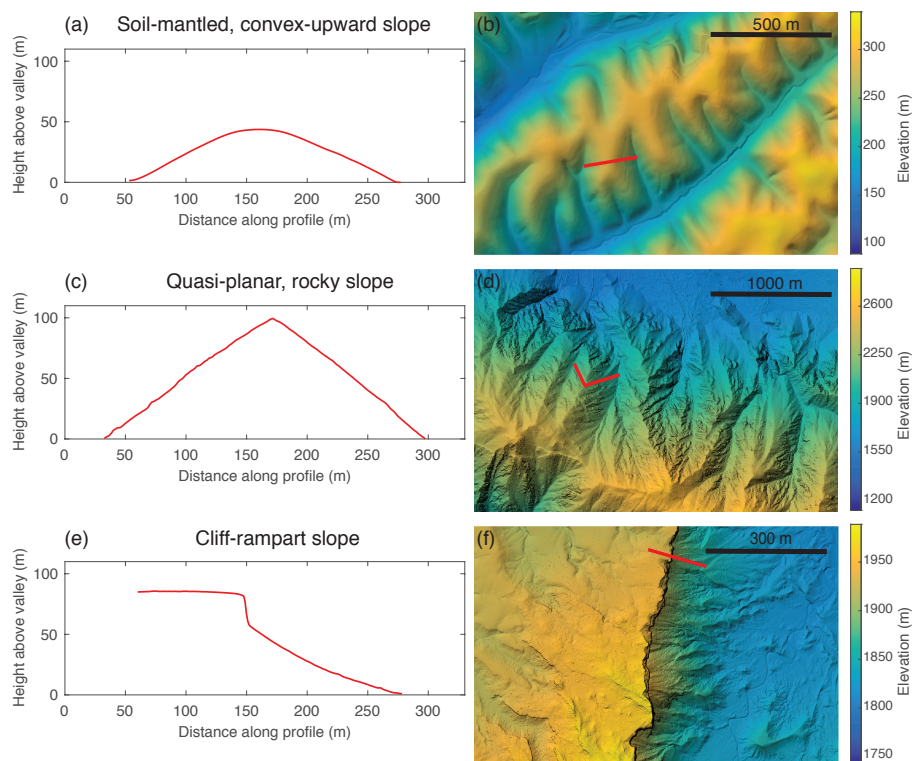 (a) Soil-mantled, convex-upward slope
Height above valley (m)
100
50
0
0 50 100 150 200 250 300
Distance along profile (m)
(b)
500 m
Elevation (m)
300
250
200
150
100
(c) Quasi-planar, rocky slope
Height above valley (m)
100
50
0
0 50 100 150 200 250 300
Distance along profile (m)
(d)
1000 m
Elevation (m)
2600
2250
1900
1550
1200
(e) Cliff-rampart slope
Height above valley (m)
100
50
0
0 50 100 150 200 250 300
Distance along profile (m)
(f)
300 m
Elevation (m)
1950
1900
1850
1800
1750